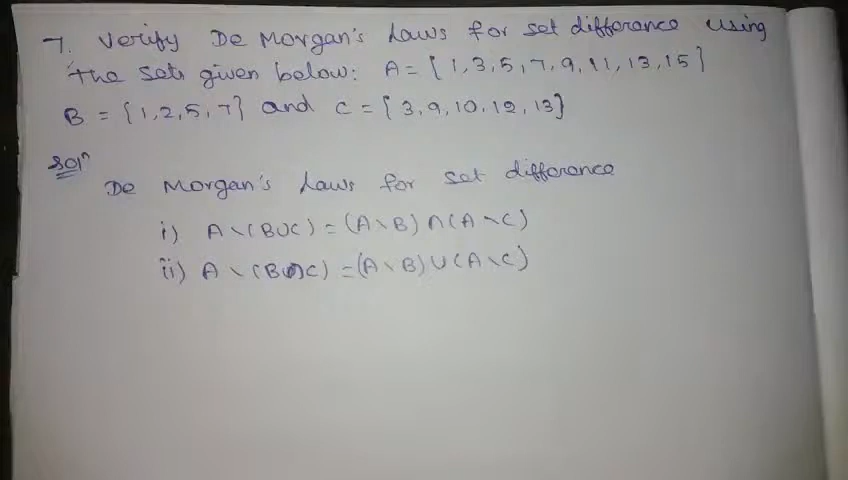 7. Verify De Morgan's Laws for set difference using
the sets given below: A = { 1, 3, 5, 7, 9, 11, 13, 15 }
B = { 1, 2, 5, 7 } and C = { 3, 9, 10, 12, 13 }
Soln
De Morgan's Laws for set difference
i) A \ (B∪C) = (A \ B) ∩ (A \ C)
ii) A \ (B∩C) = (A \ B) ∪ (A \ C)